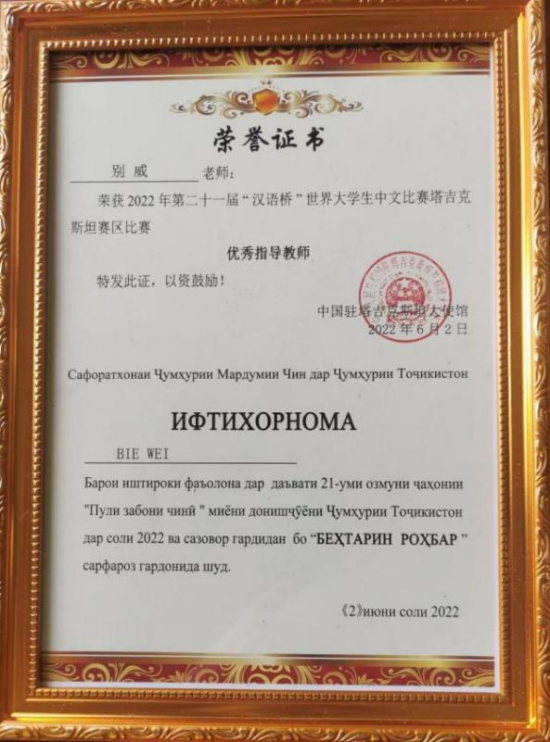 荣誉证书
别威 老师：
荣获 2022 年第二十一届“汉语桥”世界大学生中文比赛塔吉克
斯坦赛区比赛
优秀指导教师
特发此证，以资鼓励！
中国驻塔吉克斯坦大使馆
2022 年 6 月 2 日
Сафоратхонаи Ҷумҳурии Мардумии Чин дар Ҷумҳурии Тоҷикистон
ИФТИХОРНОМА
BIE WEI
Барои иштироки фаъолона дар даъвати 21-уми озмуни ҷаҳонии
"Пули забони чинӣ " миёни донишҷӯёни Ҷумҳурии Тоҷикистон
дар соли 2022 ва сазовор гардидан бо “БЕҲТАРИН РОҲБАР ”
сарфароз гардонида шуд.
《2》июни соли 2022